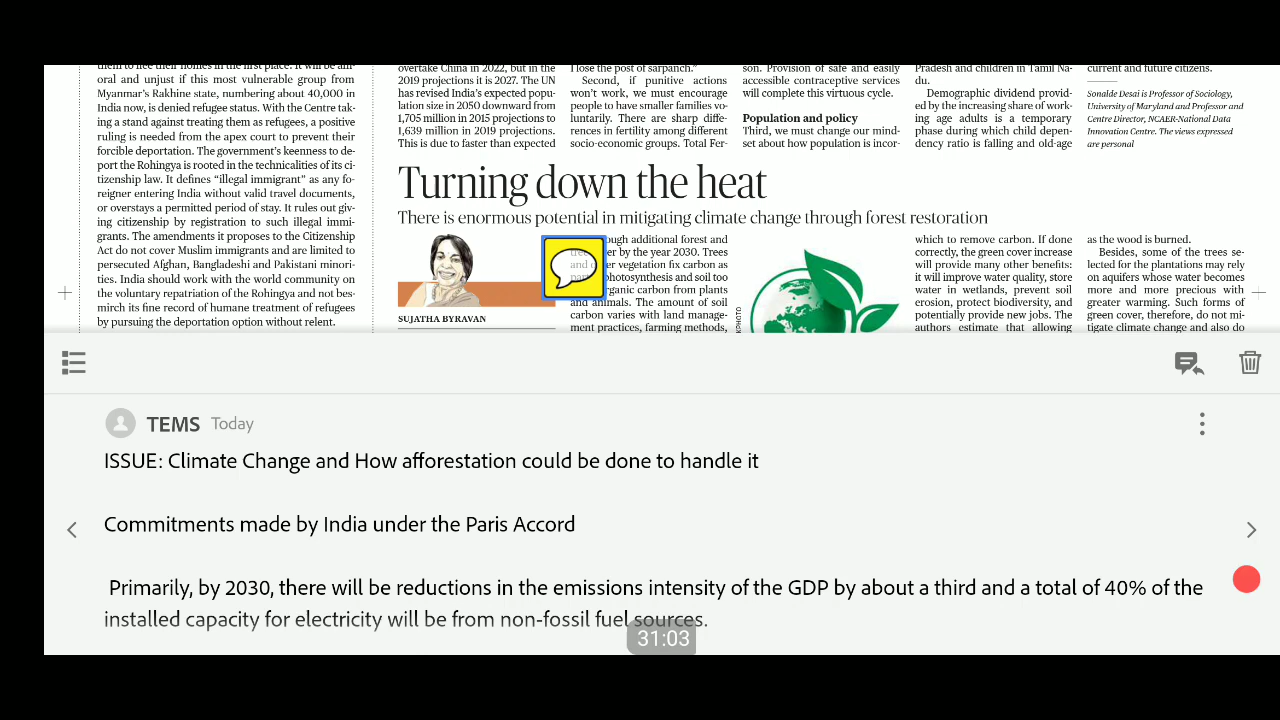 them to flee their homes in the first place. It will be am-
oral and unjust if this most vulnerable group from
Myanmar's Rakhine state, numbering about 40,000 in
India now, is denied refugee status. With the Centre tak-
ing a stand against treating them as refugees, a positive
ruling is needed from the apex court to prevent their
forcible deportation. The government's keenness to de-
port the Rohingya is rooted in the technicalities of its ci-
tizenship law. It defines “illegal immigrant” as any fo-
reigner entering India without valid travel documents,
or overstays a permitted period of stay. It rules out giv-
ing citizenship by registration to such illegal immi-
grants. The amendments it proposes to the Citizenship
Act do not cover Muslim immigrants and are limited to
persecuted Afghan, Bangladeshi and Pakistani minori-
ties. India should work with the world community on
the voluntary repatriation of the Rohingya and not bes-
mirch its fine record of humane treatment of refugees
by pursuing the deportation option without relent.
overtake China in 2022, but in the
2019 projections it is 2027. The UN
has revised India's expected popu-
lation size in 2050 downward from
1,705 million in 2015 projections to
1,639 million in 2019 projections.
This is due to faster than expected
I lose the post of sarpanch.”
Second, if punitive actions
won't work, we must encourage
people to have smaller families vo-
luntarily. There are sharp diffe-
rences in fertility among different
socio-economic groups. Total Fer-
son. Provision of safe and easily
accessible contraceptive services
will complete this virtuous cycle.
Population and policy
Third, we must change our mind-
set about how population is incor-
Pradesh and children in Tamil Na-
du.
Demographic dividend provid-
ed by the increasing share of work-
ing age adults is a temporary
phase during which child depen-
dency ratio is falling and old-age
current and future citizens.
Sonalde Desai is Professor of Sociology,
University of Maryland and Professor and
Centre Director, NCAER-National Data
Innovation Centre. The views expressed
are personal
Turning down the heat
There is enormous potential in mitigating climate change through forest restoration
SUJATHA BYRAVAN
additional forest and
by the year 2030. Trees
vegetation fix carbon as
photosynthesis and soil too
organic carbon from plants
and animals. The amount of soil
carbon varies with land manage-
ment practices, farming methods,
which to remove carbon. If done
correctly, the green cover increase
will provide many other benefits:
it will improve water quality, store
water in wetlands, prevent soil
erosion, protect biodiversity, and
potentially provide new jobs. The
authors estimate that allowing
as the wood is burned.
Besides, some of the trees se-
lected for the plantations may rely
on aquifers whose water becomes
more and more precious with
greater warming. Such forms of
green cover, therefore, do not mi-
tigate climate change and also do
TEMS Today
ISSUE: Climate Change and How afforestation could be done to handle it
Commitments made by India under the Paris Accord
Primarily, by 2030, there will be reductions in the emissions intensity of the GDP by about a third and a total of 40% of the
installed capacity for electricity will be from non-fossil fuel sources.
31:03